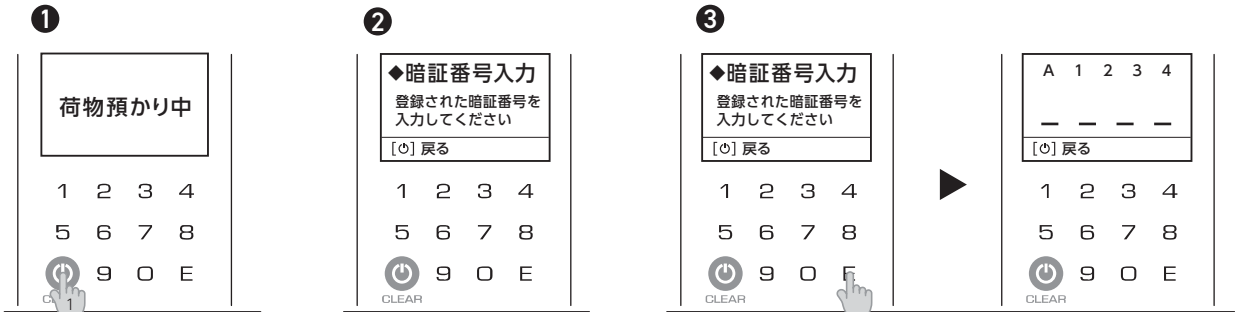 ❶
荷物預かり中
1 2 3 4
5 6 7 8
9 0 E
1
❷
◆暗証番号入力
登録された暗証番号を
入力してください
[⏻] 戻る
1 2 3 4
5 6 7 8
9 0 E
CLEAR
❸
◆暗証番号入力
登録された暗証番号を
入力してください
[⏻] 戻る
1 2 3 4
5 6 7 8
9 0 E
CLEAR
▶
A 1 2 3 4
_ _ _ _
[⏻] 戻る
1 2 3 4
5 6 7 8
9 0 E
CLEAR